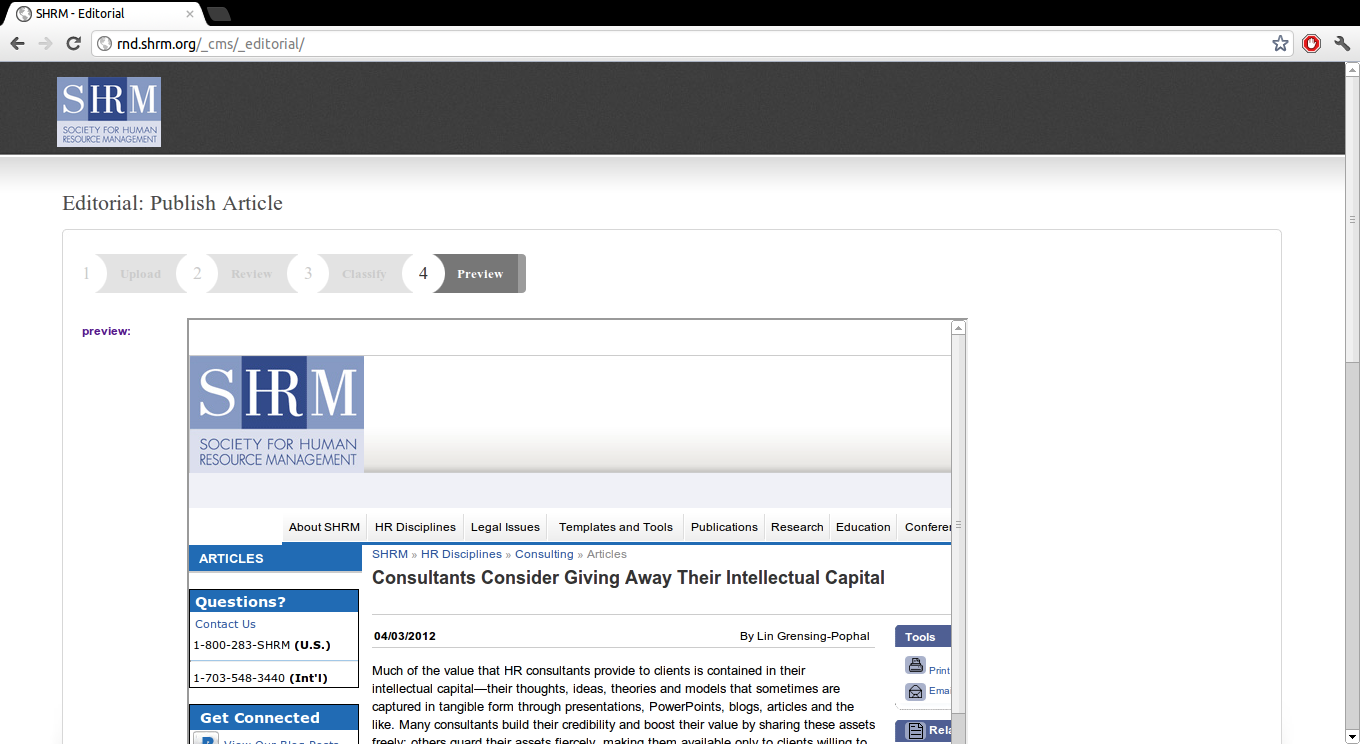 SHRM - Editorial
rnd.shrm.org/_cms/_editorial/
SHRM
SOCIETY FOR HUMAN
RESOURCE MANAGEMENT
Editorial: Publish Article
1 Upload 2 Review 3 Classify 4 Preview
preview:
SHRM
SOCIETY FOR HUMAN
RESOURCE MANAGEMENT
About SHRM HR Disciplines Legal Issues Templates and Tools Publications Research Education Conferen
ARTICLES
SHRM » HR Disciplines » Consulting » Articles
Consultants Consider Giving Away Their Intellectual Capital
Questions?
Contact Us
1-800-283-SHRM (U.S.)
1-703-548-3440 (Int'l)
Get Connected
View Our Blog Posts
04/03/2012 By Lin Grensing-Pophal
Much of the value that HR consultants provide to clients is contained in their
intellectual capital—their thoughts, ideas, theories and models that sometimes are
captured in tangible form through presentations, PowerPoints, blogs, articles and the
like. Many consultants build their credibility and boost their value by sharing these assets
freely; others guard their assets fiercely, making them available only to clients willing to
Tools
Print
Emai
Rela